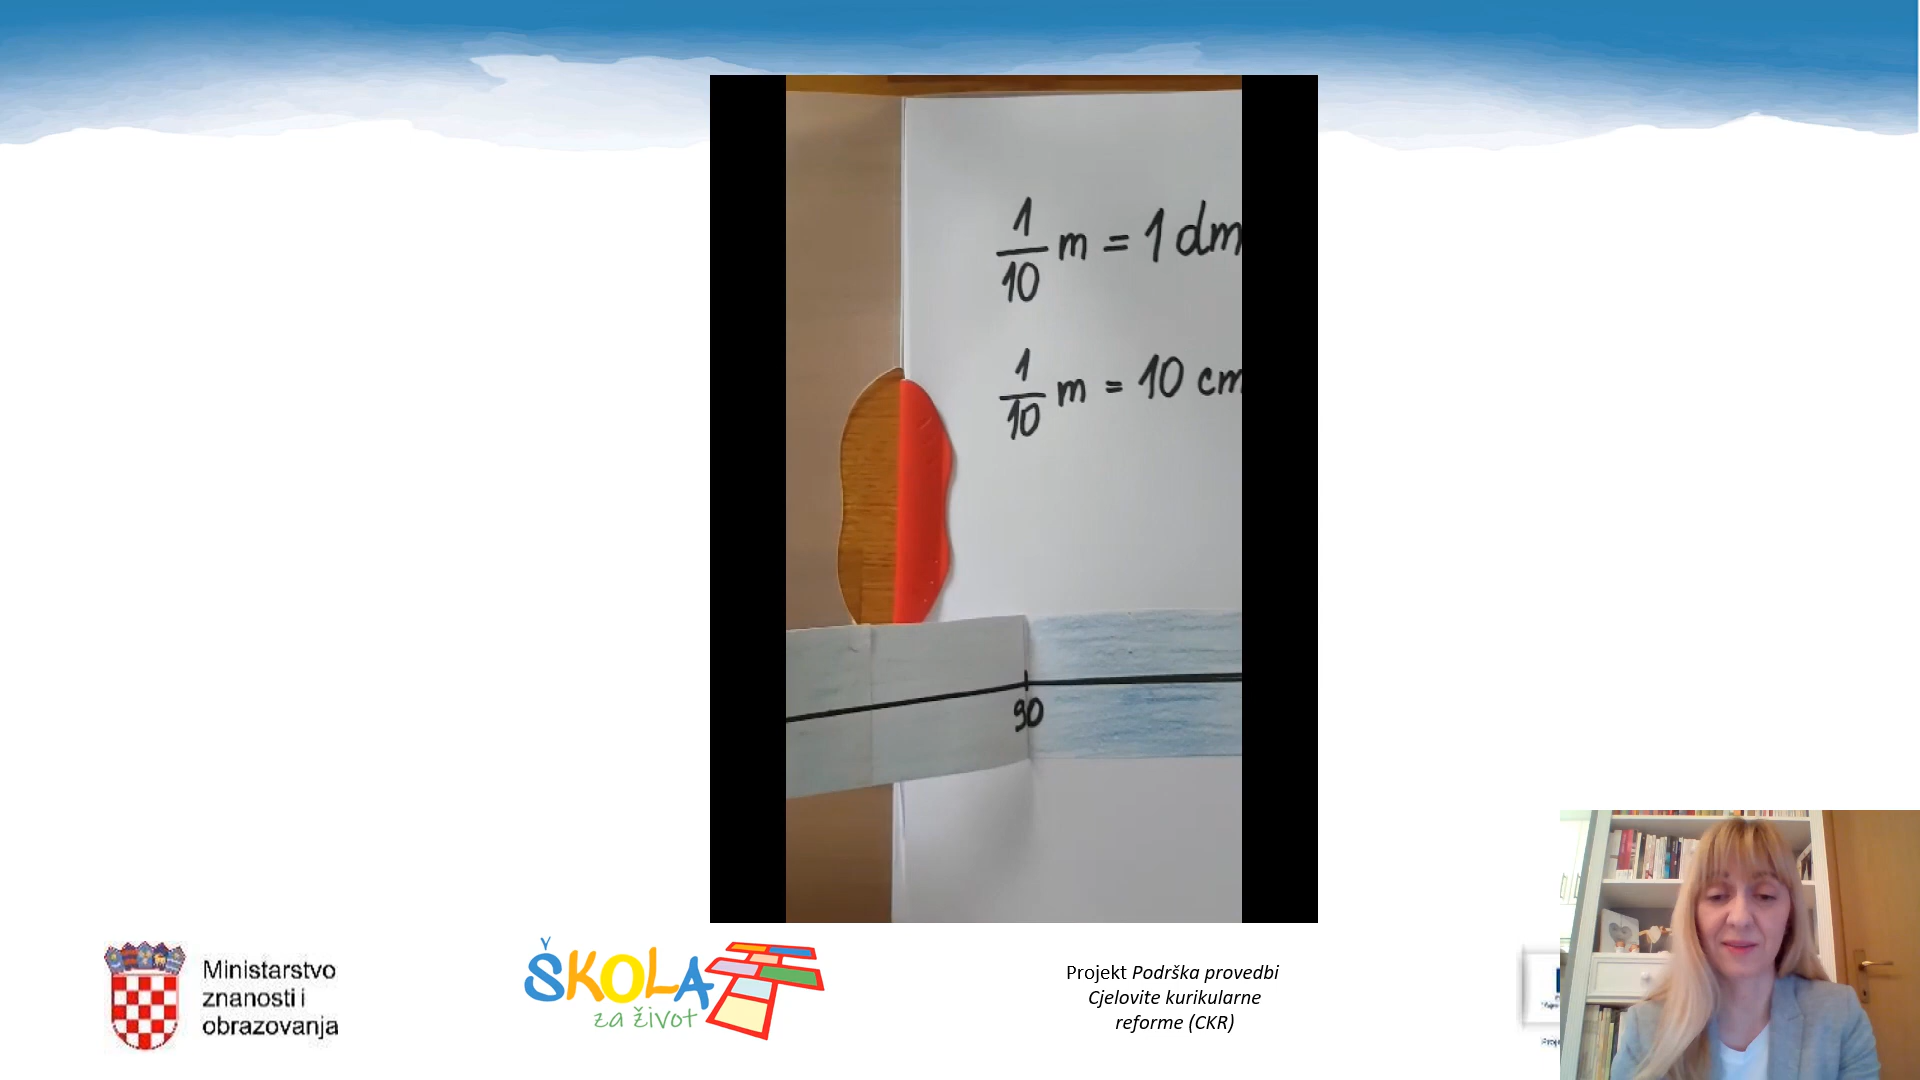 1/10 m = 1 dm
1/10 m = 10 cm
90
Ministarstvo
znanosti i
obrazovanja
ŠKOLA
za život
Projekt Podrška provedbi
Cjelovite kurikularne
reforme (CKR)